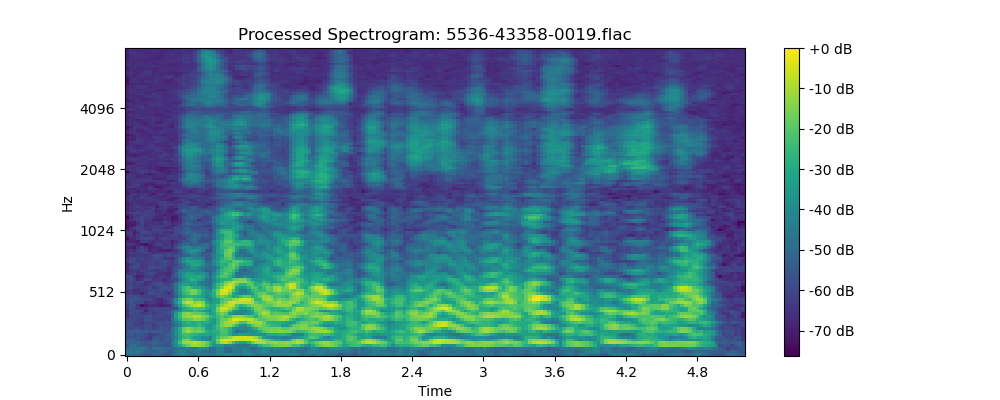 Processed Spectrogram: 5536-43358-0019.flac
Hz
4096
2048
1024
512
0
0 0.6 1.2 1.8 2.4 3 3.6 4.2 4.8
Time
+0 dB
-10 dB
-20 dB
-30 dB
-40 dB
-50 dB
-60 dB
-70 dB